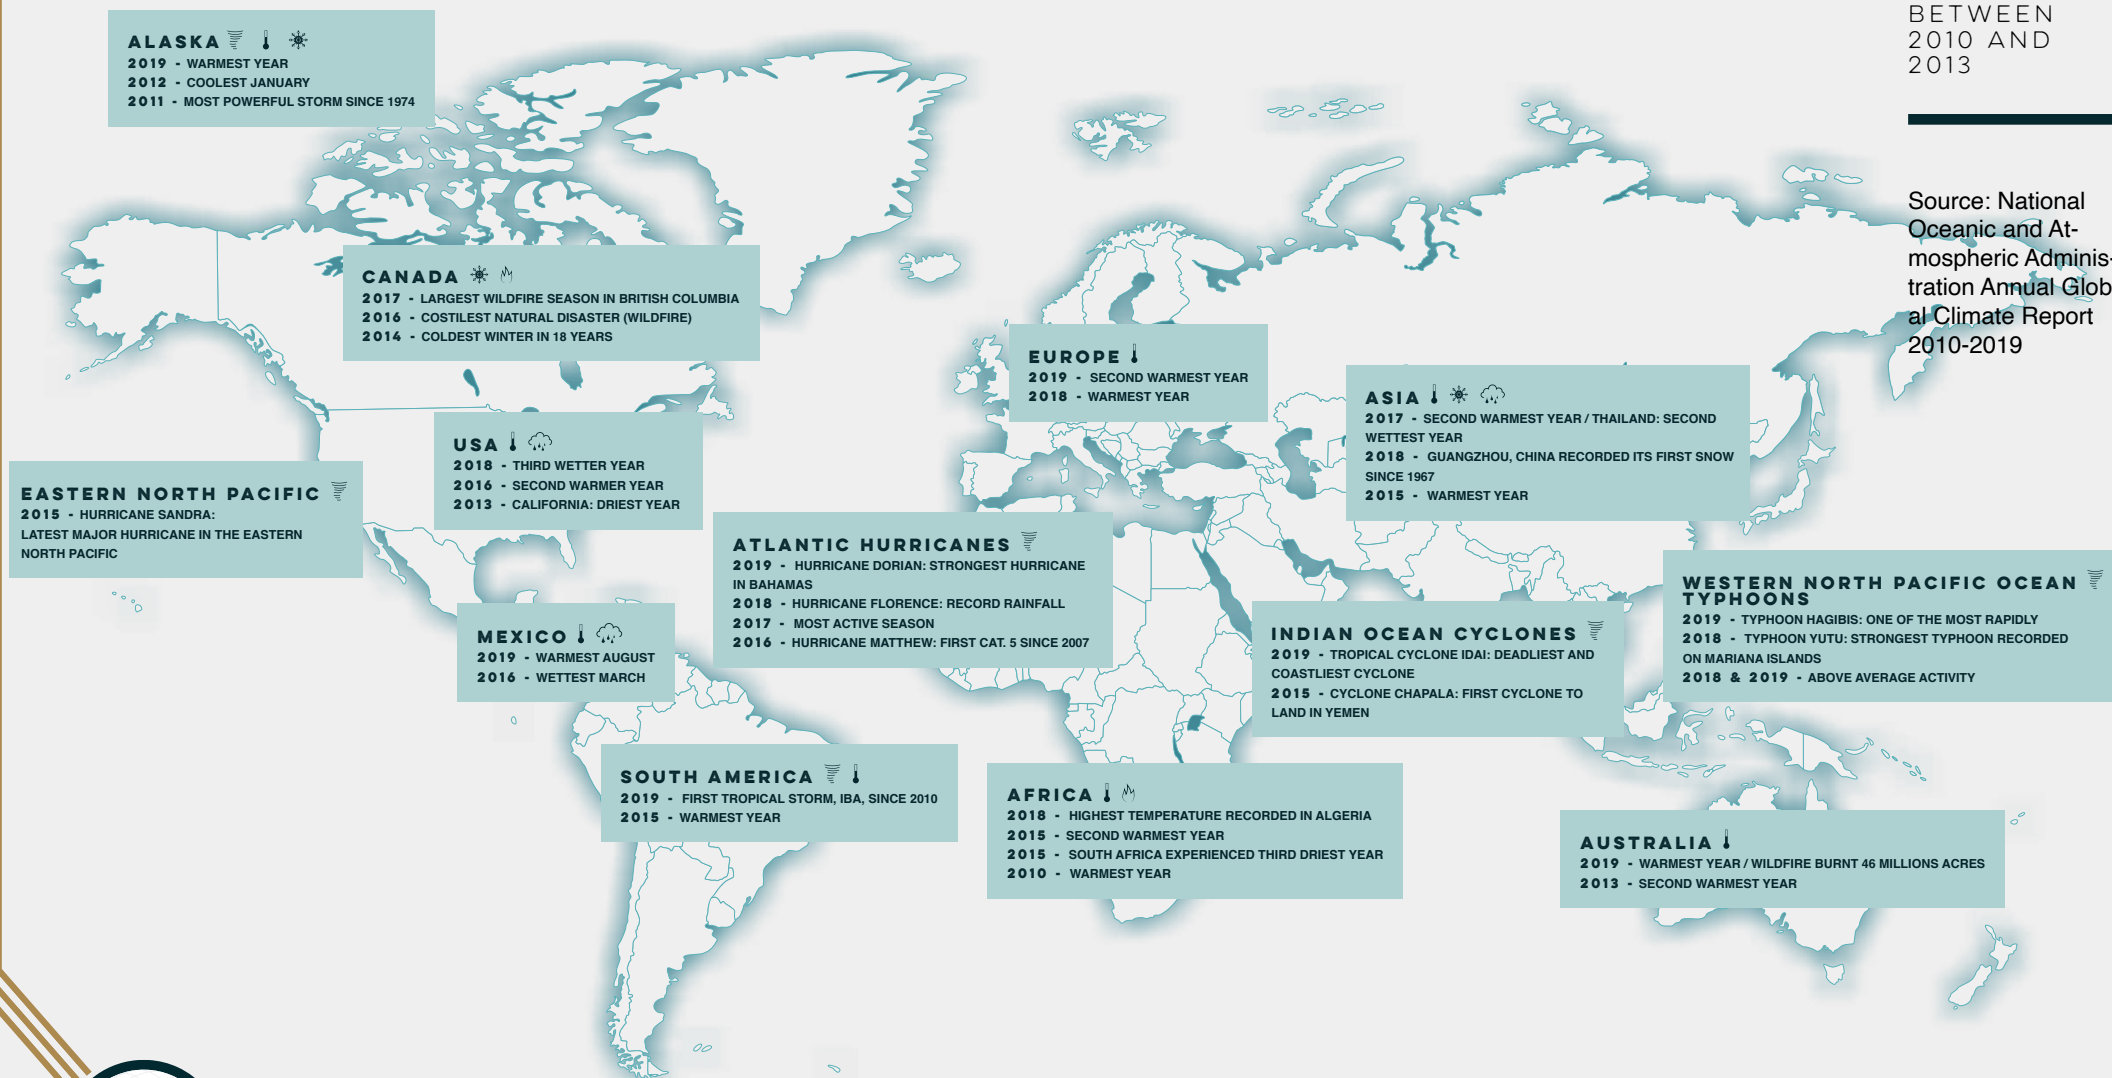 BETWEEN
2010 AND
2013
Source: National
Oceanic and At-
mospheric Adminis-
tration Annual Glob
al Climate Report
2010-2019
ALASKA
2019 - WARMEST YEAR
2012 - COOLEST JANUARY
2011 - MOST POWERFUL STORM SINCE 1974
CANADA
2017 - LARGEST WILDFIRE SEASON IN BRITISH COLUMBIA
2016 - COSTILEST NATURAL DISASTER (WILDFIRE)
2014 - COLDEST WINTER IN 18 YEARS
EUROPE
2019 - SECOND WARMEST YEAR
2018 - WARMEST YEAR
ASIA
2017 - SECOND WARMEST YEAR / THAILAND: SECOND
WETTEST YEAR
2018 - GUANGZHOU, CHINA RECORDED ITS FIRST SNOW
SINCE 1967
2015 - WARMEST YEAR
USA
2018 - THIRD WETTER YEAR
2016 - SECOND WARMER YEAR
2013 - CALIFORNIA: DRIEST YEAR
EASTERN NORTH PACIFIC
2015 - HURRICANE SANDRA:
LATEST MAJOR HURRICANE IN THE EASTERN
NORTH PACIFIC
ATLANTIC HURRICANES
2019 - HURRICANE DORIAN: STRONGEST HURRICANE
IN BAHAMAS
2018 - HURRICANE FLORENCE: RECORD RAINFALL
2017 - MOST ACTIVE SEASON
2016 - HURRICANE MATTHEW: FIRST CAT. 5 SINCE 2007
WESTERN NORTH PACIFIC OCEAN
TYPHOONS
2019 - TYPHOON HAGIBIS: ONE OF THE MOST RAPIDLY
2018 - TYPHOON YUTU: STRONGEST TYPHOON RECORDED
ON MARIANA ISLANDS
2018 & 2019 - ABOVE AVERAGE ACTIVITY
MEXICO
2019 - WARMEST AUGUST
2016 - WETTEST MARCH
INDIAN OCEAN CYCLONES
2019 - TROPICAL CYCLONE IDAI: DEADLIEST AND
COASTLIEST CYCLONE
2015 - CYCLONE CHAPALA: FIRST CYCLONE TO
LAND IN YEMEN
SOUTH AMERICA
2019 - FIRST TROPICAL STORM, IBA, SINCE 2010
2015 - WARMEST YEAR
AFRICA
2018 - HIGHEST TEMPERATURE RECORDED IN ALGERIA
2015 - SECOND WARMEST YEAR
2015 - SOUTH AFRICA EXPERIENCED THIRD DRIEST YEAR
2010 - WARMEST YEAR
AUSTRALIA
2019 - WARMEST YEAR / WILDFIRE BURNT 46 MILLIONS ACRES
2013 - SECOND WARMEST YEAR